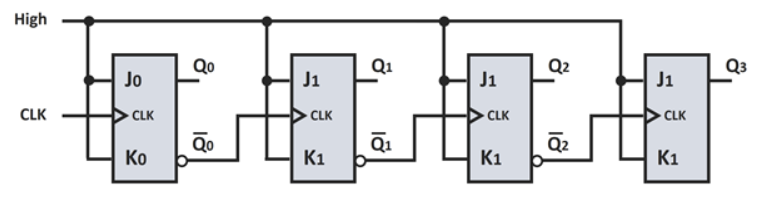 High
Q0 Q1 Q2 Q3
J0 J1 J1 J1
CLK CLK CLK CLK CLK
Q̅0 Q̅1 Q̅2
K0 K1 K1 K1